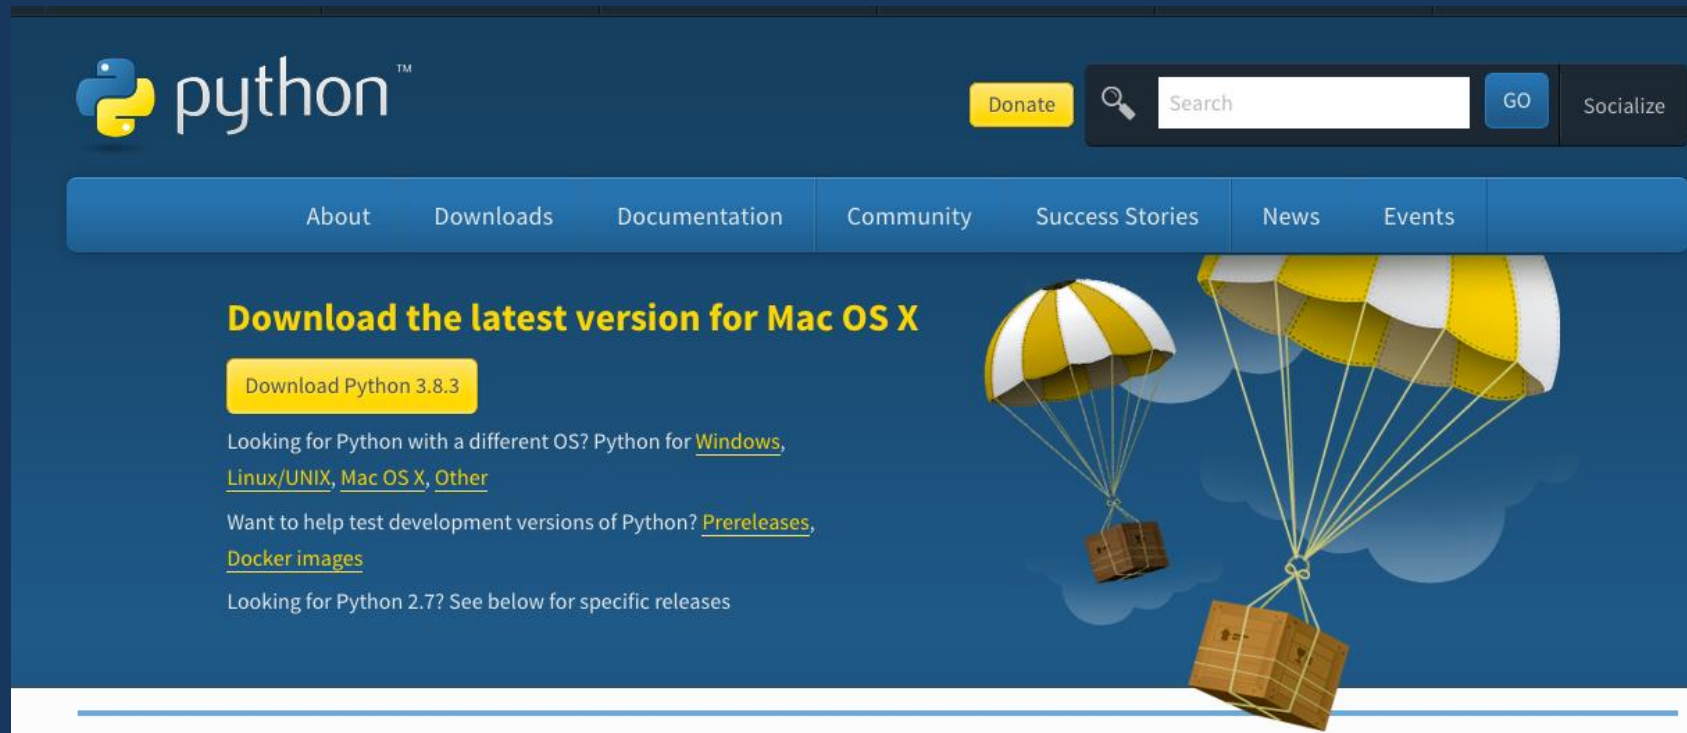 python™
Donate
Search
GO
Socialize
About
Downloads
Documentation
Community
Success Stories
News
Events
Download the latest version for Mac OS X
Download Python 3.8.3
Looking for Python with a different OS? Python for Windows,
Linux/UNIX, Mac OS X, Other
Want to help test development versions of Python? Prereleases,
Docker images
Looking for Python 2.7? See below for specific releases